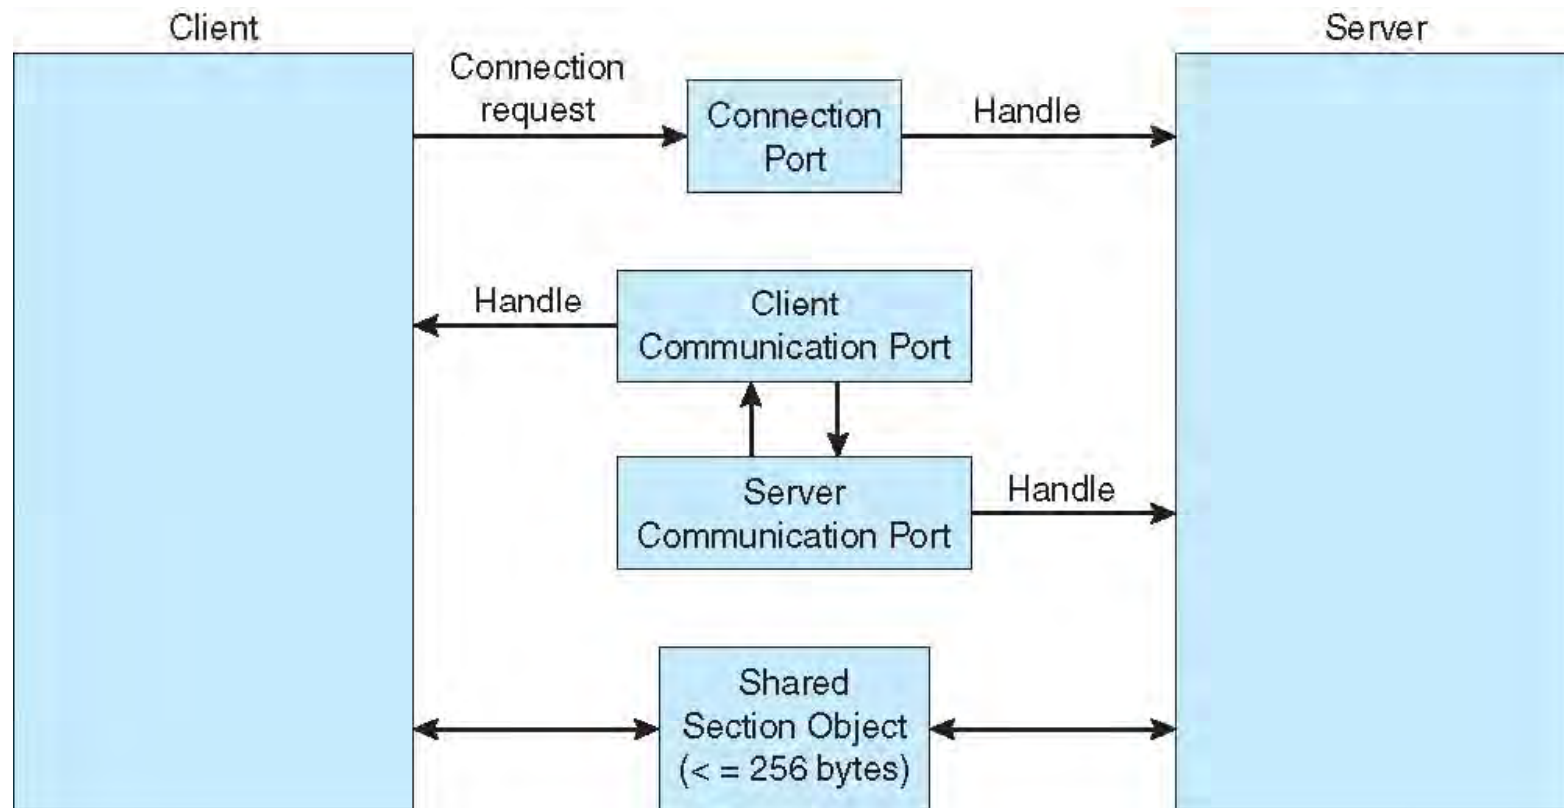 Client
Server
Connection
request
Connection
Port
Handle
Handle
Client
Communication Port
Server
Communication Port
Handle
Shared
Section Object
(< = 256 bytes)